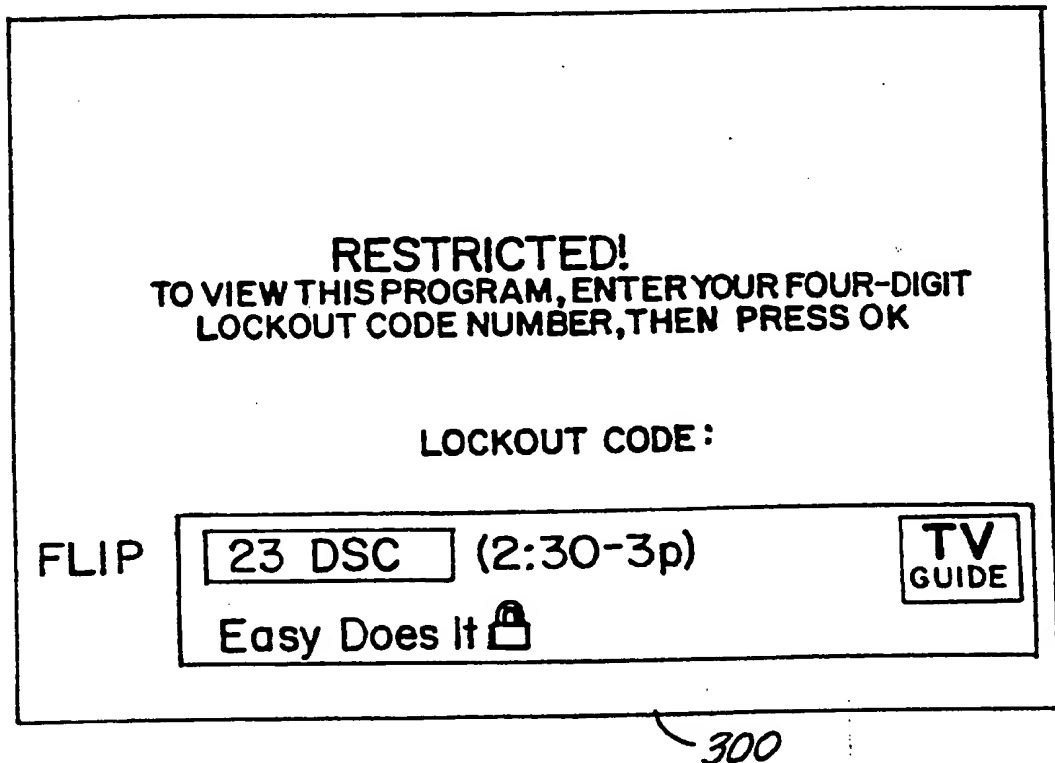 RESTRICTED!
TO VIEW THIS PROGRAM, ENTER YOUR FOUR-DIGIT
LOCKOUT CODE NUMBER, THEN PRESS OK
LOCKOUT CODE:
FLIP
23 DSC (2:30-3p)
TV
GUIDE
Easy Does It
300